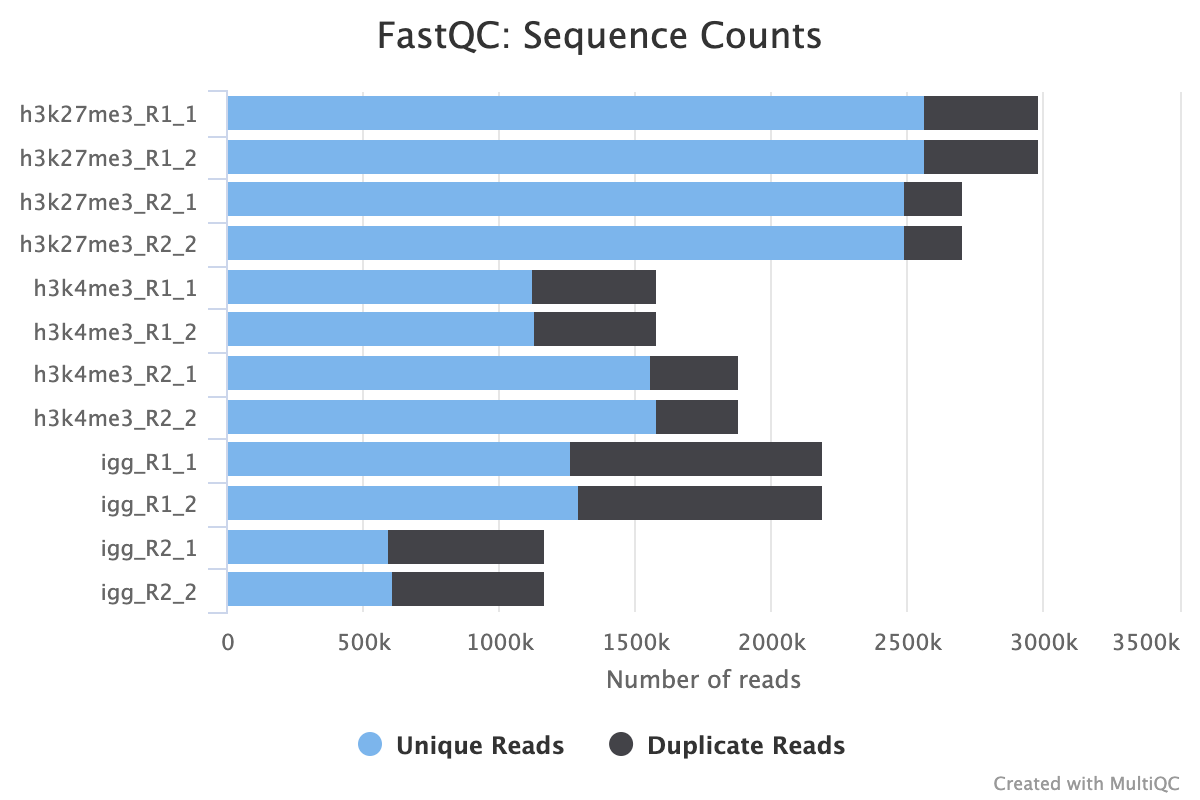 FastQC: Sequence Counts
h3k27me3_R1_1
h3k27me3_R1_2
h3k27me3_R2_1
h3k27me3_R2_2
h3k4me3_R1_1
h3k4me3_R1_2
h3k4me3_R2_1
h3k4me3_R2_2
igg_R1_1
igg_R1_2
igg_R2_1
igg_R2_2
0 500k 1000k 1500k 2000k 2500k 3000k 3500k
Number of reads
Unique Reads Duplicate Reads
Created with MultiQC